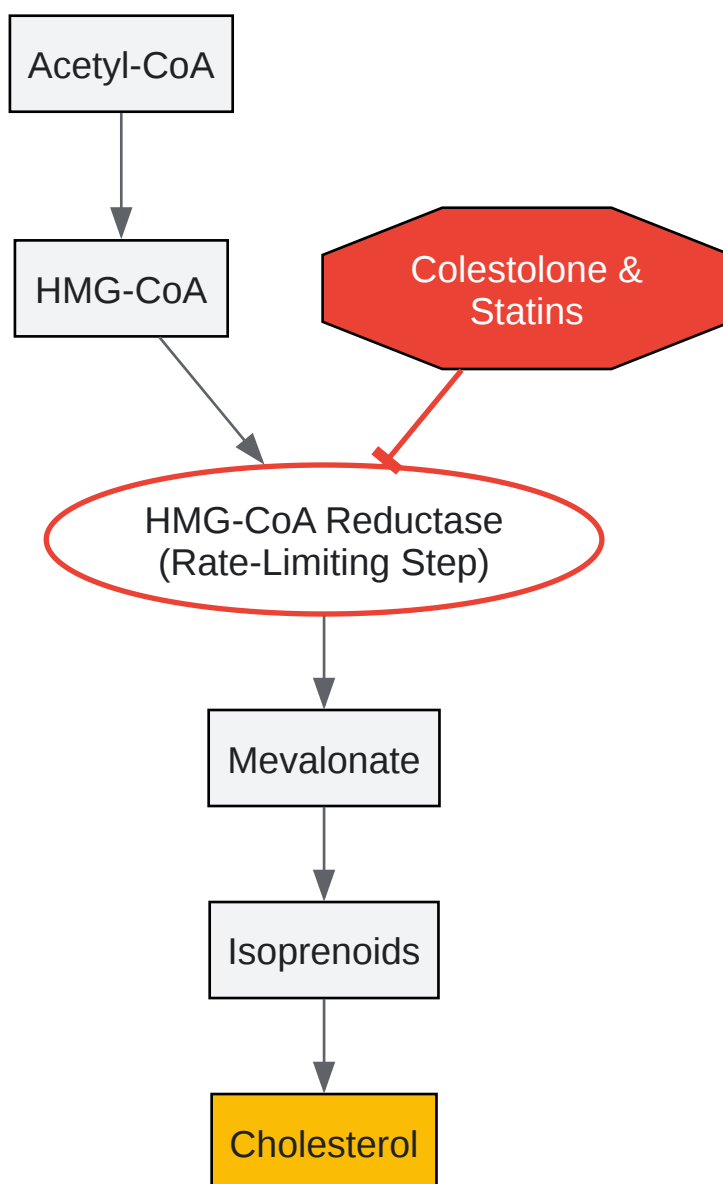 Acetyl-CoA
HMG-CoA
Colestolone &
Statins
HMG-CoA Reductase
(Rate-Limiting Step)
Mevalonate
Isoprenoids
Cholesterol